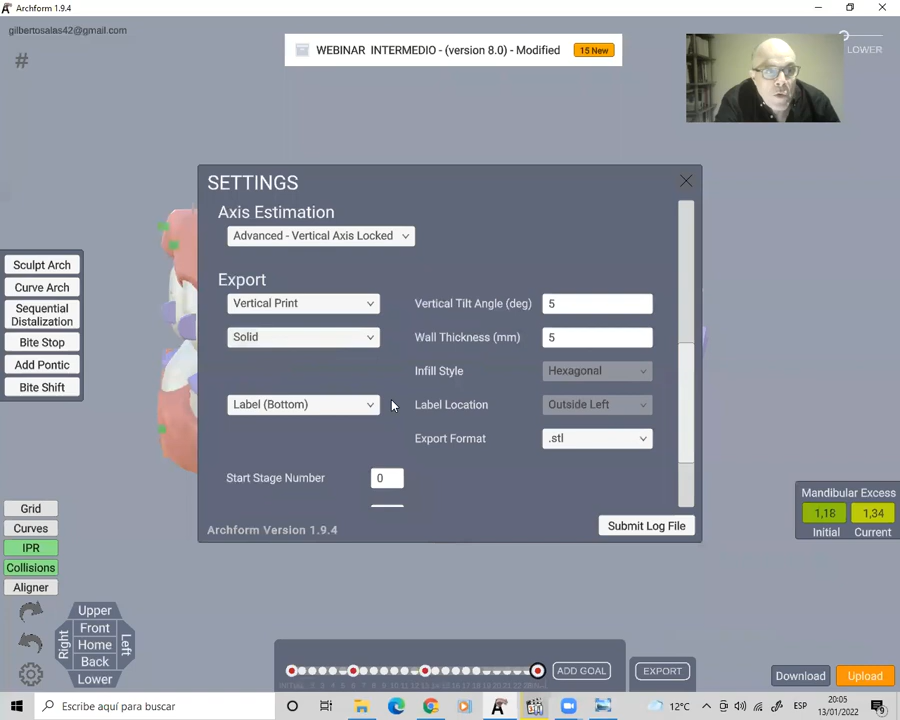 Archform 1.9.4
gilbertosalas42@gmail.com
#
WEBINAR INTERMEDIO - (version 8.0) - Modified
15 New
LOWER
SETTINGS
Axis Estimation
Advanced - Vertical Axis Locked
Export
Vertical Print
Vertical Tilt Angle (deg)
5
Solid
Wall Thickness (mm)
5
Infill Style
Hexagonal
Label (Bottom)
Label Location
Outside Left
Export Format
.stl
Start Stage Number
0
Archform Version 1.9.4
Submit Log File
Sculpt Arch
Curve Arch
Sequential
Distalization
Bite Stop
Add Pontic
Bite Shift
Mandibular Excess
1,18
1,34
Initial
Current
Grid
Curves
IPR
Collisions
Aligner
Upper
Front
Home
Back
Lower
Right
Left
ADD GOAL
EXPORT
Download
Upload
Escribe aquí para buscar
12°C
ESP
20:05
13/01/2022